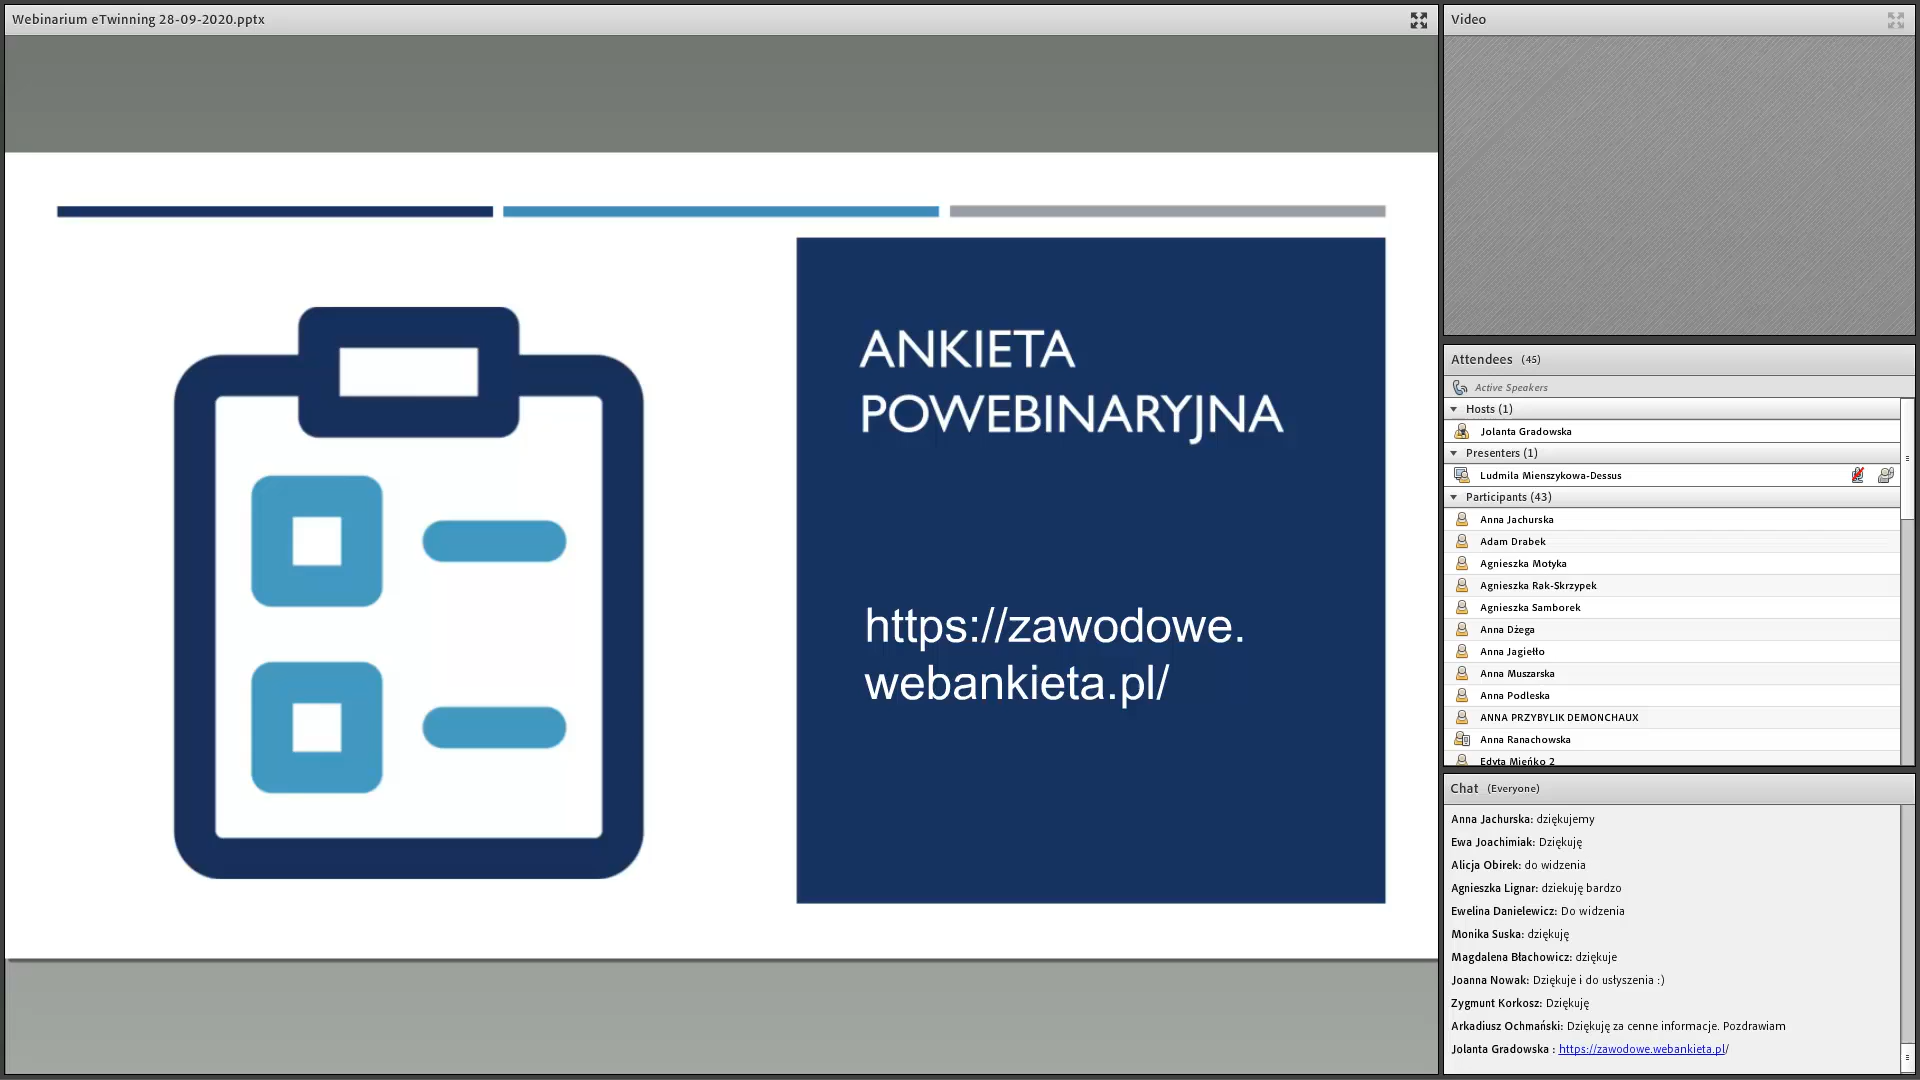 Webinarium eTwinning 28-09-2020.pptx
ANKIETA
POWEBINARYJNA
https://zawodowe.
webankieta.pl/
Video
Attendees (45)
Active Speakers
Hosts (1)
Jolanta Gradowska
Presenters (1)
Ludmila Mienszykowa-Dessus
Participants (43)
Anna Jachurska
Adam Drabek
Agnieszka Motyka
Agnieszka Rak-Skrzypek
Agnieszka Samborek
Anna Dżega
Anna Jagiełło
Anna Muszarska
Anna Podleska
ANNA PRZYBYLIK DEMONCHAUX
Anna Ranachowska
Edyta Mieńko 2
Chat (Everyone)
Anna Jachurska: dziękujemy
Ewa Joachimiak: Dziękuję
Alicja Obirek: do widzenia
Agnieszka Lignar: dziekuję bardzo
Ewelina Danielewicz: Do widzenia
Monika Suska: dziękuję
Magdalena Błachowicz: dziękuje
Joanna Nowak: Dziękuje i do usłyszenia :)
Zygmunt Korkosz: Dziękuję
Arkadiusz Ochmański: Dziękuję za cenne informacje. Pozdrawiam
Jolanta Gradowska : https://zawodowe.webankieta.pl/